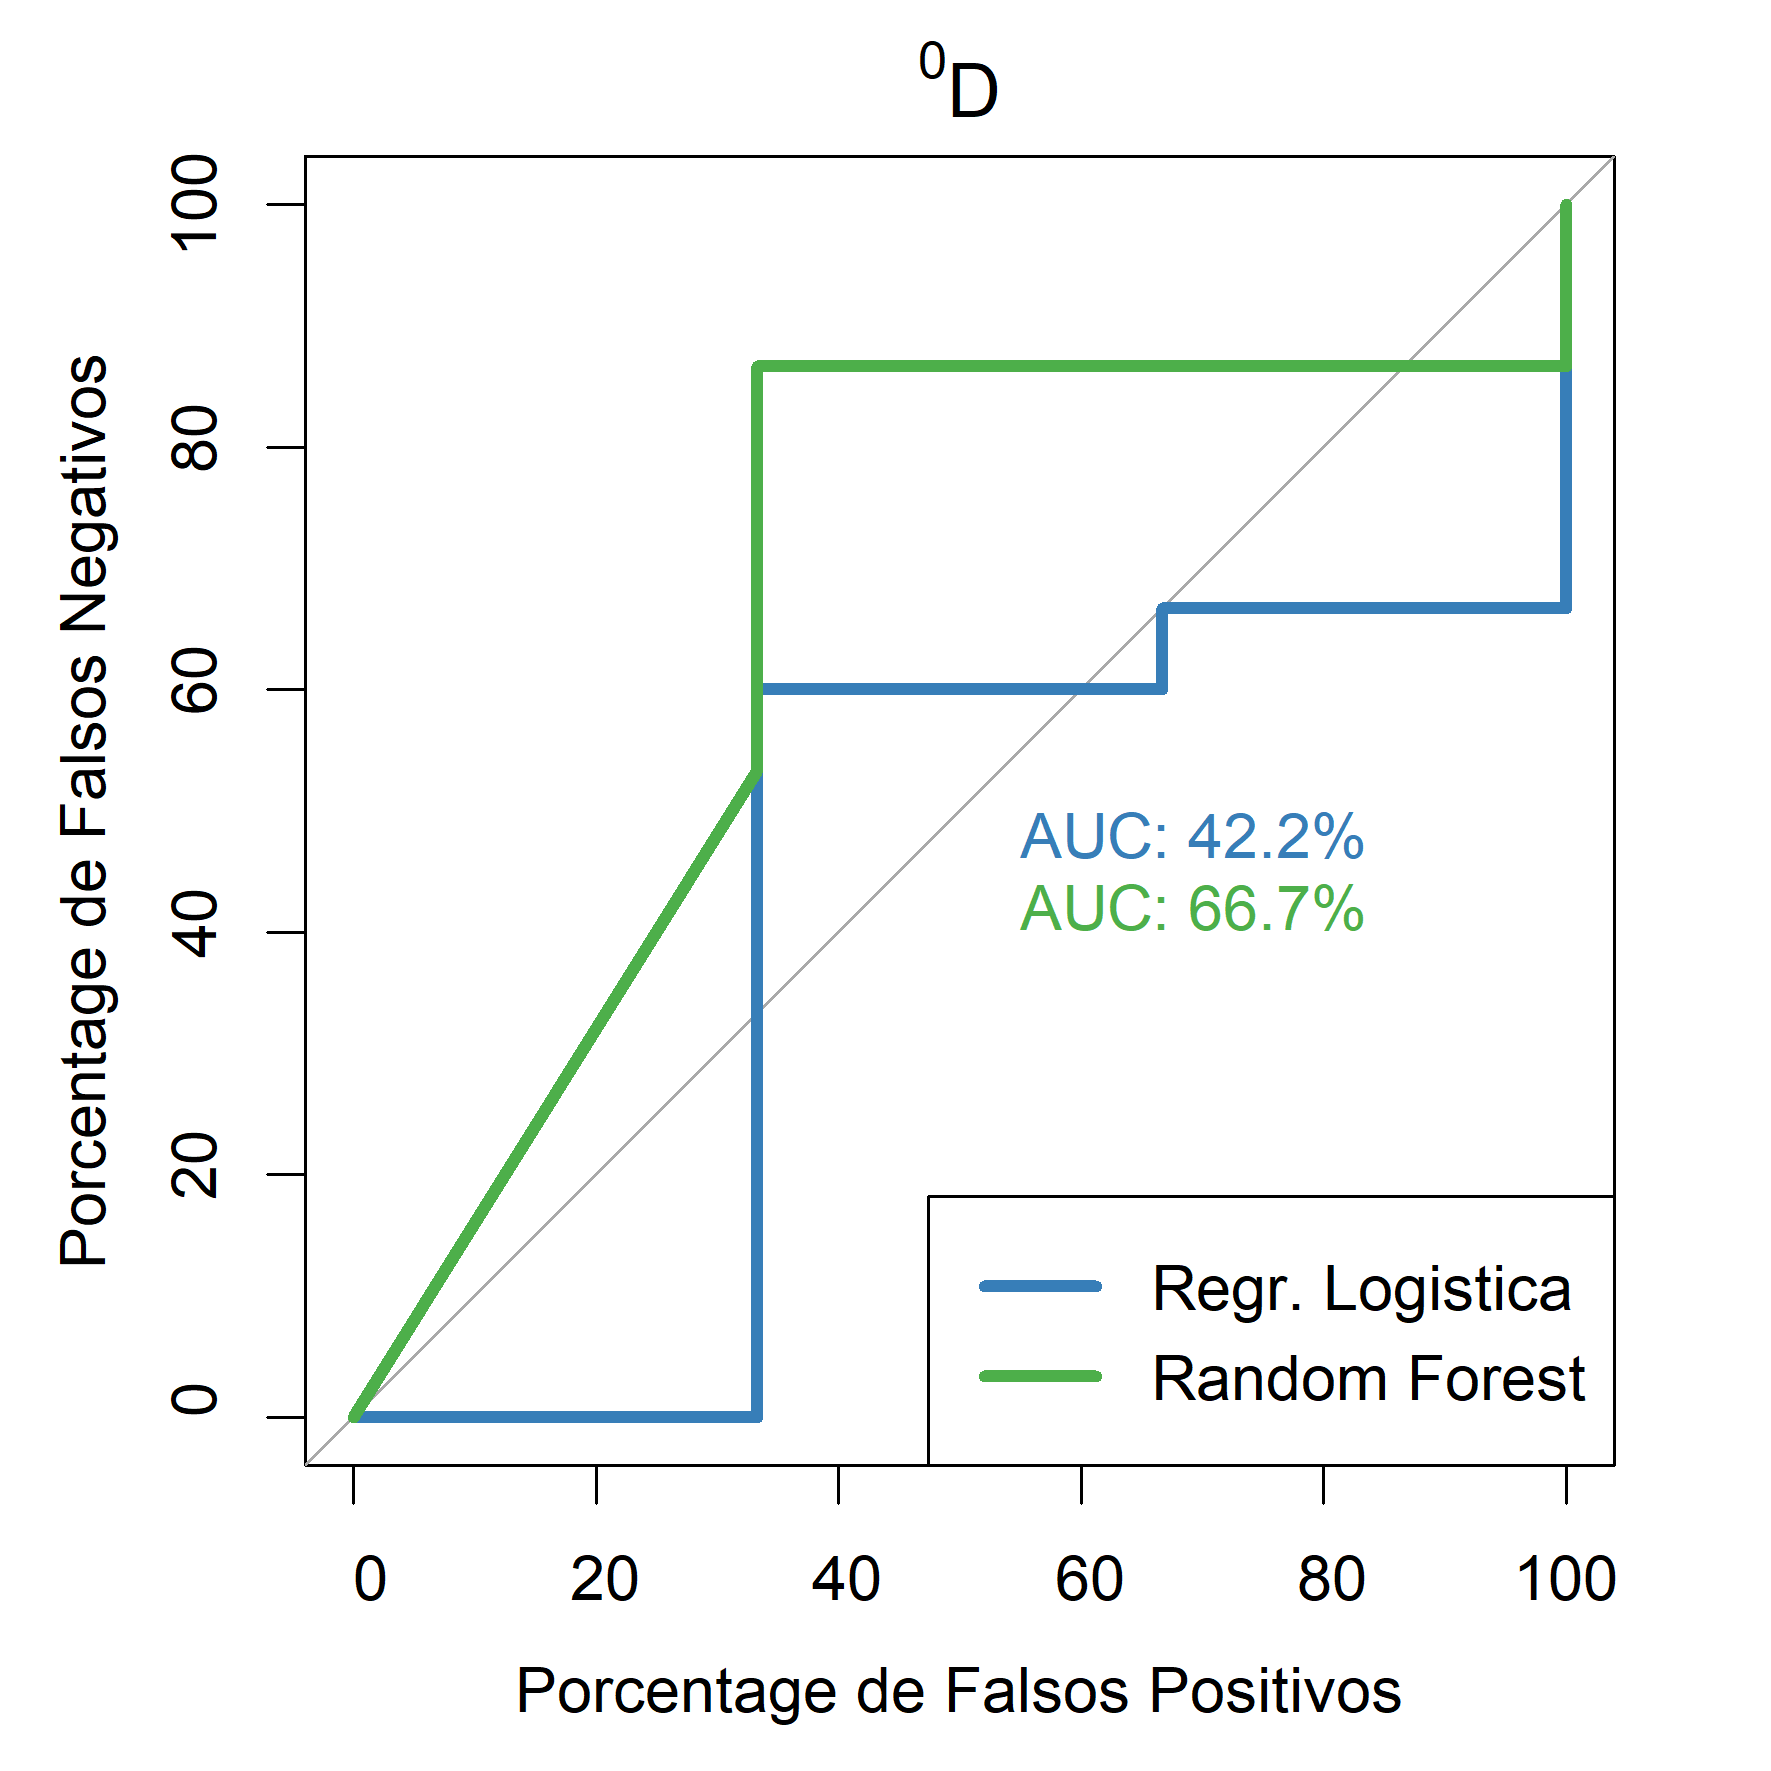 ⁰D
Porcentage de Falsos Negativos
100
80
60
40
20
0
AUC: 42.2%
AUC: 66.7%
Regr. Logistica
Random Forest
0 20 40 60 80 100
Porcentage de Falsos Positivos